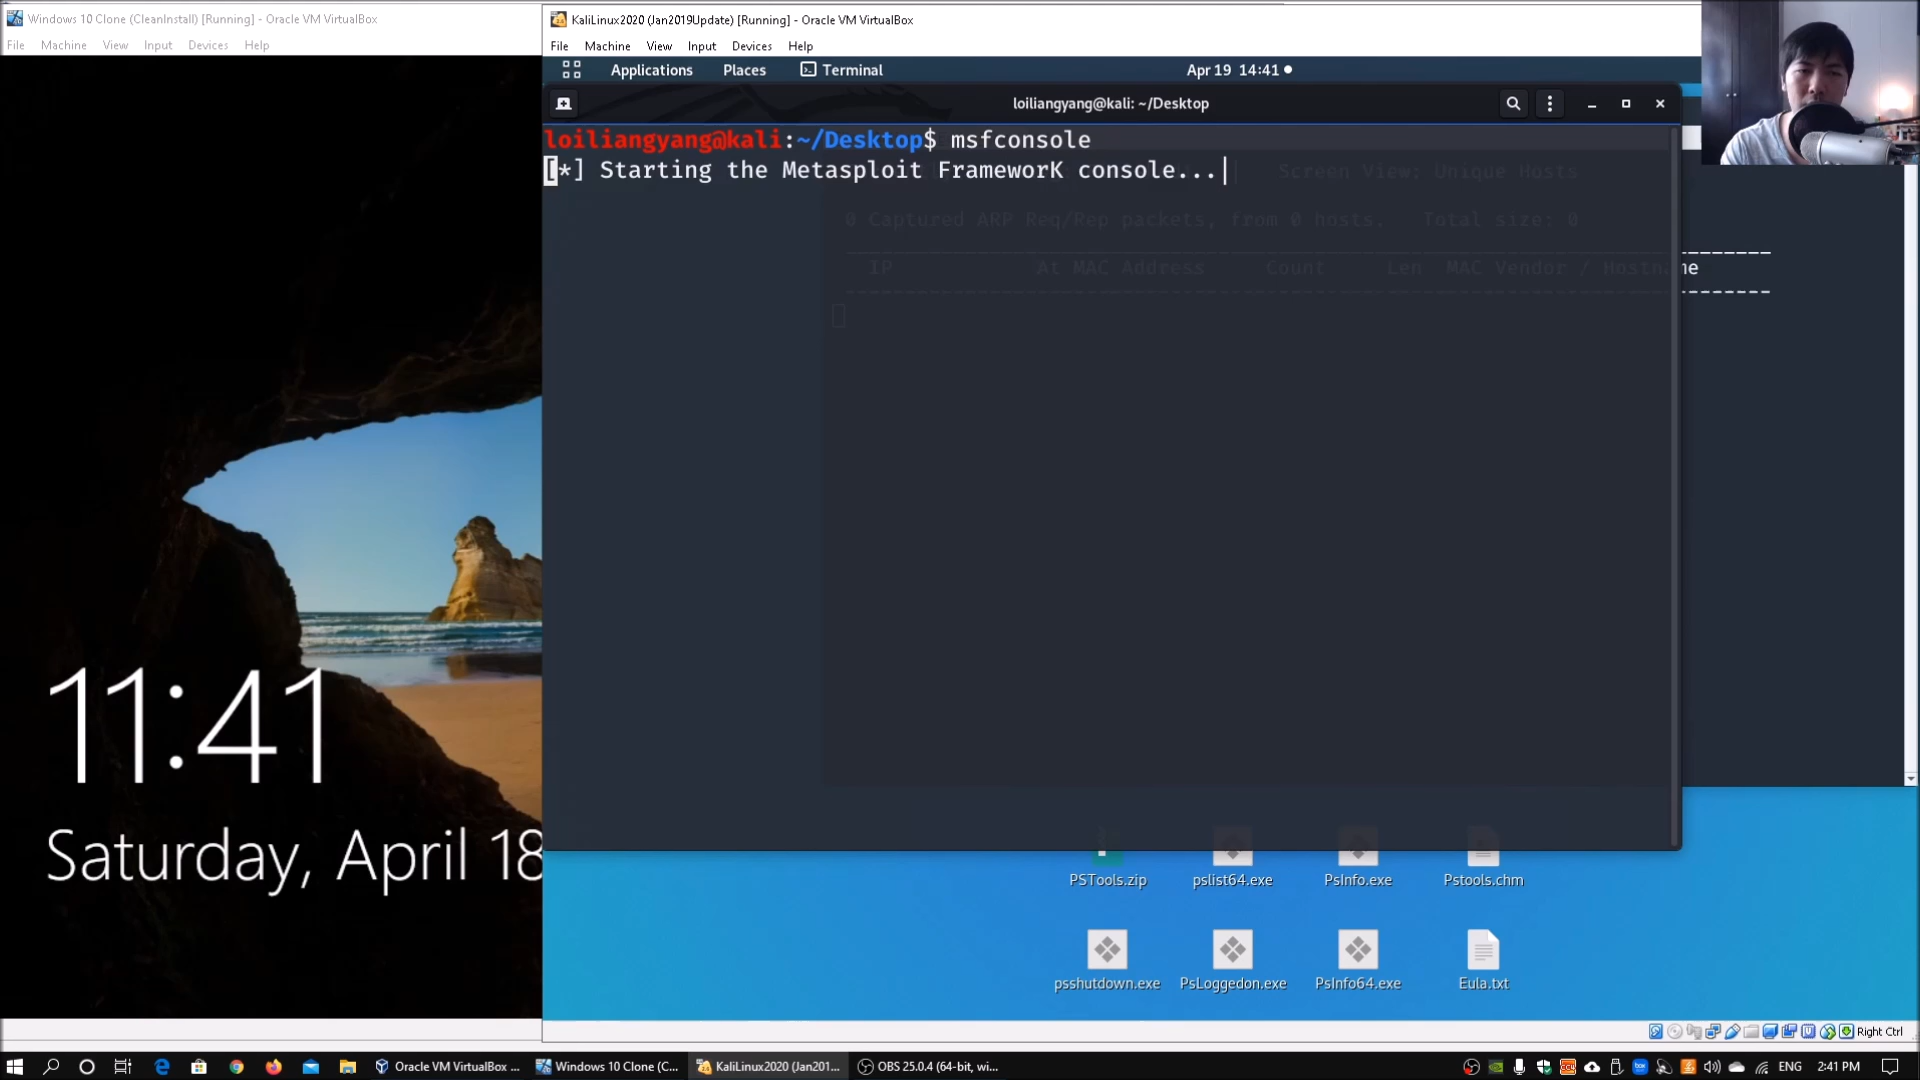 Windows 10 Clone (CleanInstall) [Running] - Oracle VM VirtualBox
File Machine View Input Devices Help
KaliLinux2020 (Jan2019Update) [Running] - Oracle VM VirtualBox
File Machine View Input Devices Help
Applications Places Terminal Apr 19 14:41
loiliangyang@kali: ~/Desktop
loiliangyang@kali:~/Desktop$ msfconsole
[*] Starting the Metasploit FrameworK console...|
Screen View: Unique Hosts
0 Captured ARP Req/Rep packets, from 0 hosts. Total size: 0
IP At MAC Address Count Len MAC Vendor / Hostname
11:41
Saturday, April 18
PSTools.zip pslist64.exe PsInfo.exe Pstools.chm
psshutdown.exe PsLoggedon.exe PsInfo64.exe Eula.txt
Right Ctrl
Oracle VM VirtualBox ... Windows 10 Clone (C... KaliLinux2020 (Jan201... OBS 25.0.4 (64-bit, wi... ENG 2:41 PM